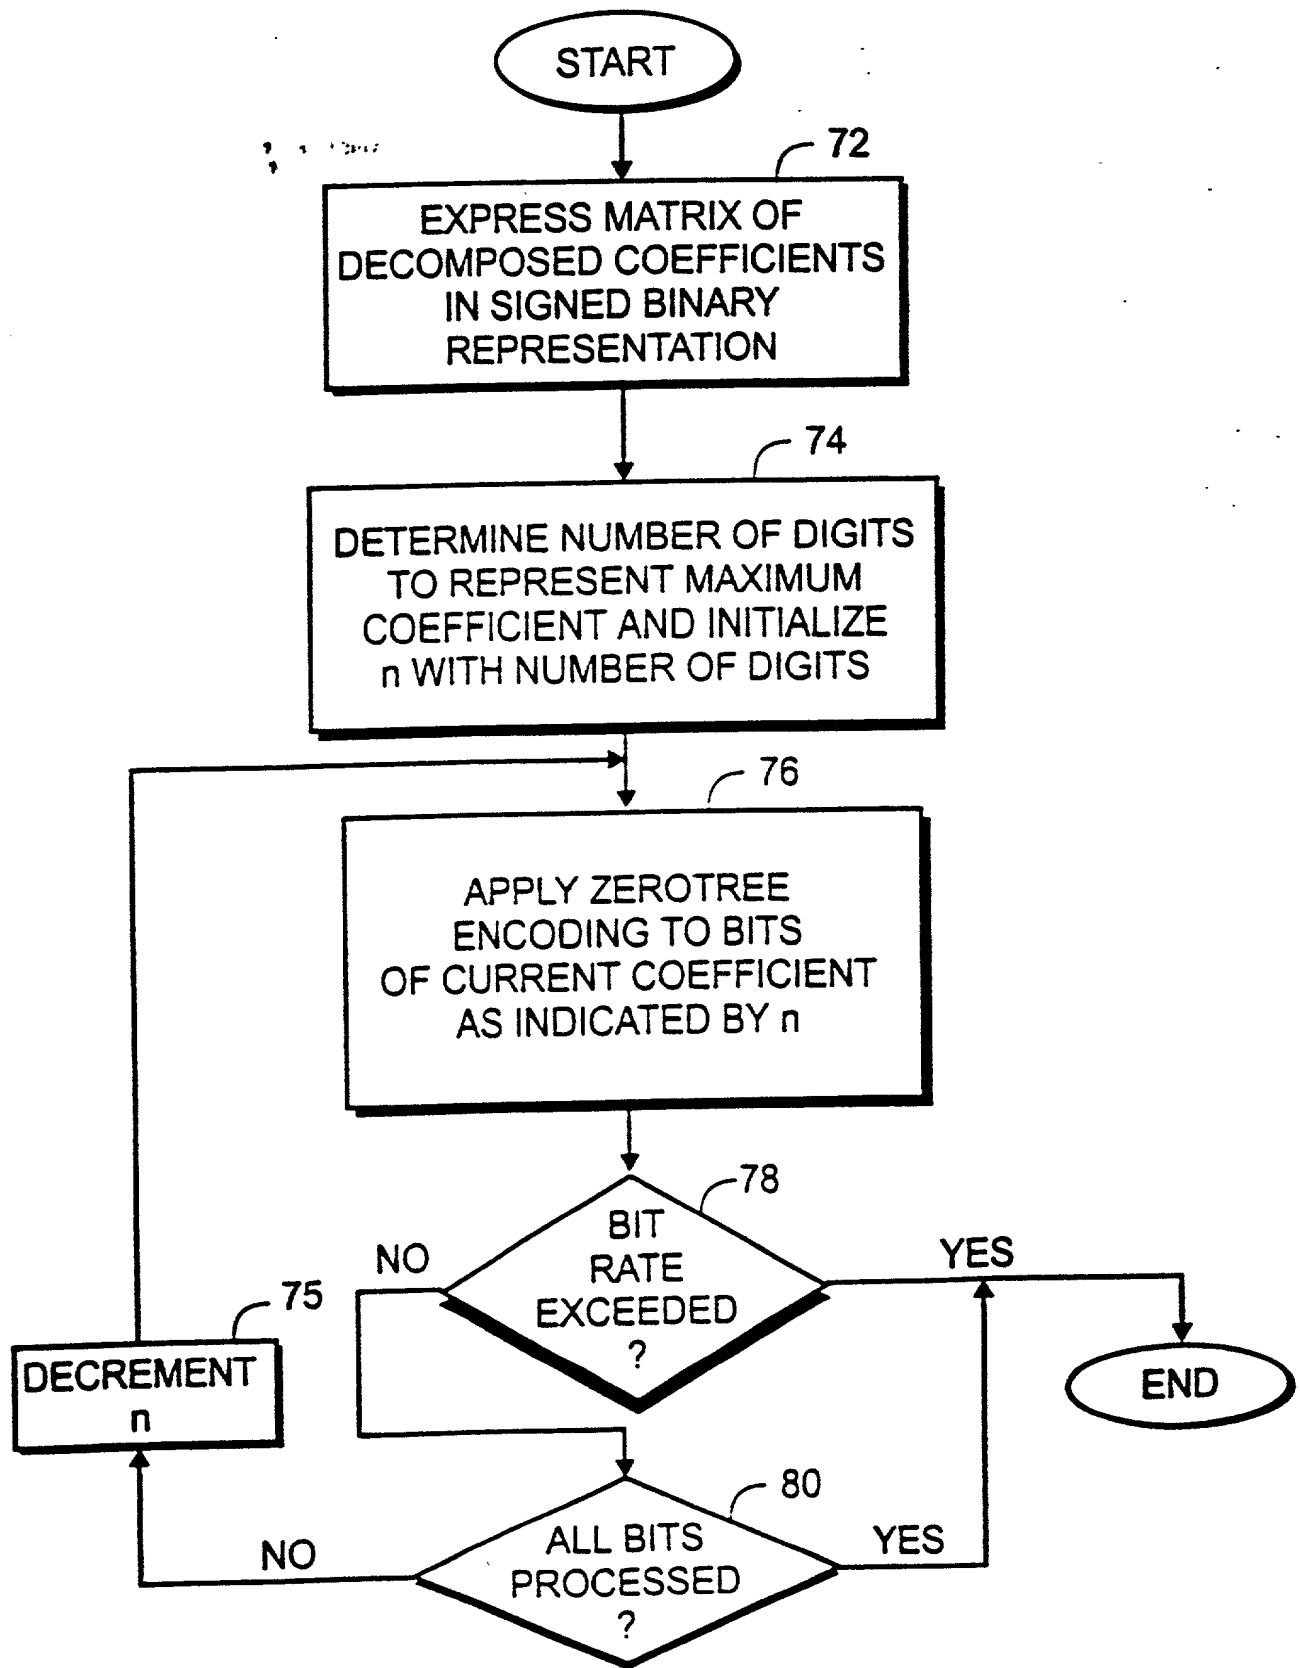 START
72
EXPRESS MATRIX OF
DECOMPOSED COEFFICIENTS
IN SIGNED BINARY
REPRESENTATION
74
DETERMINE NUMBER OF DIGITS
TO REPRESENT MAXIMUM
COEFFICIENT AND INITIALIZE
n WITH NUMBER OF DIGITS
76
APPLY ZEROTREE
ENCODING TO BITS
OF CURRENT COEFFICIENT
AS INDICATED BY n
78
BIT
RATE
EXCEEDED
?
NO
YES
75
DECREMENT
n
END
80
ALL BITS
PROCESSED
?
NO
YES